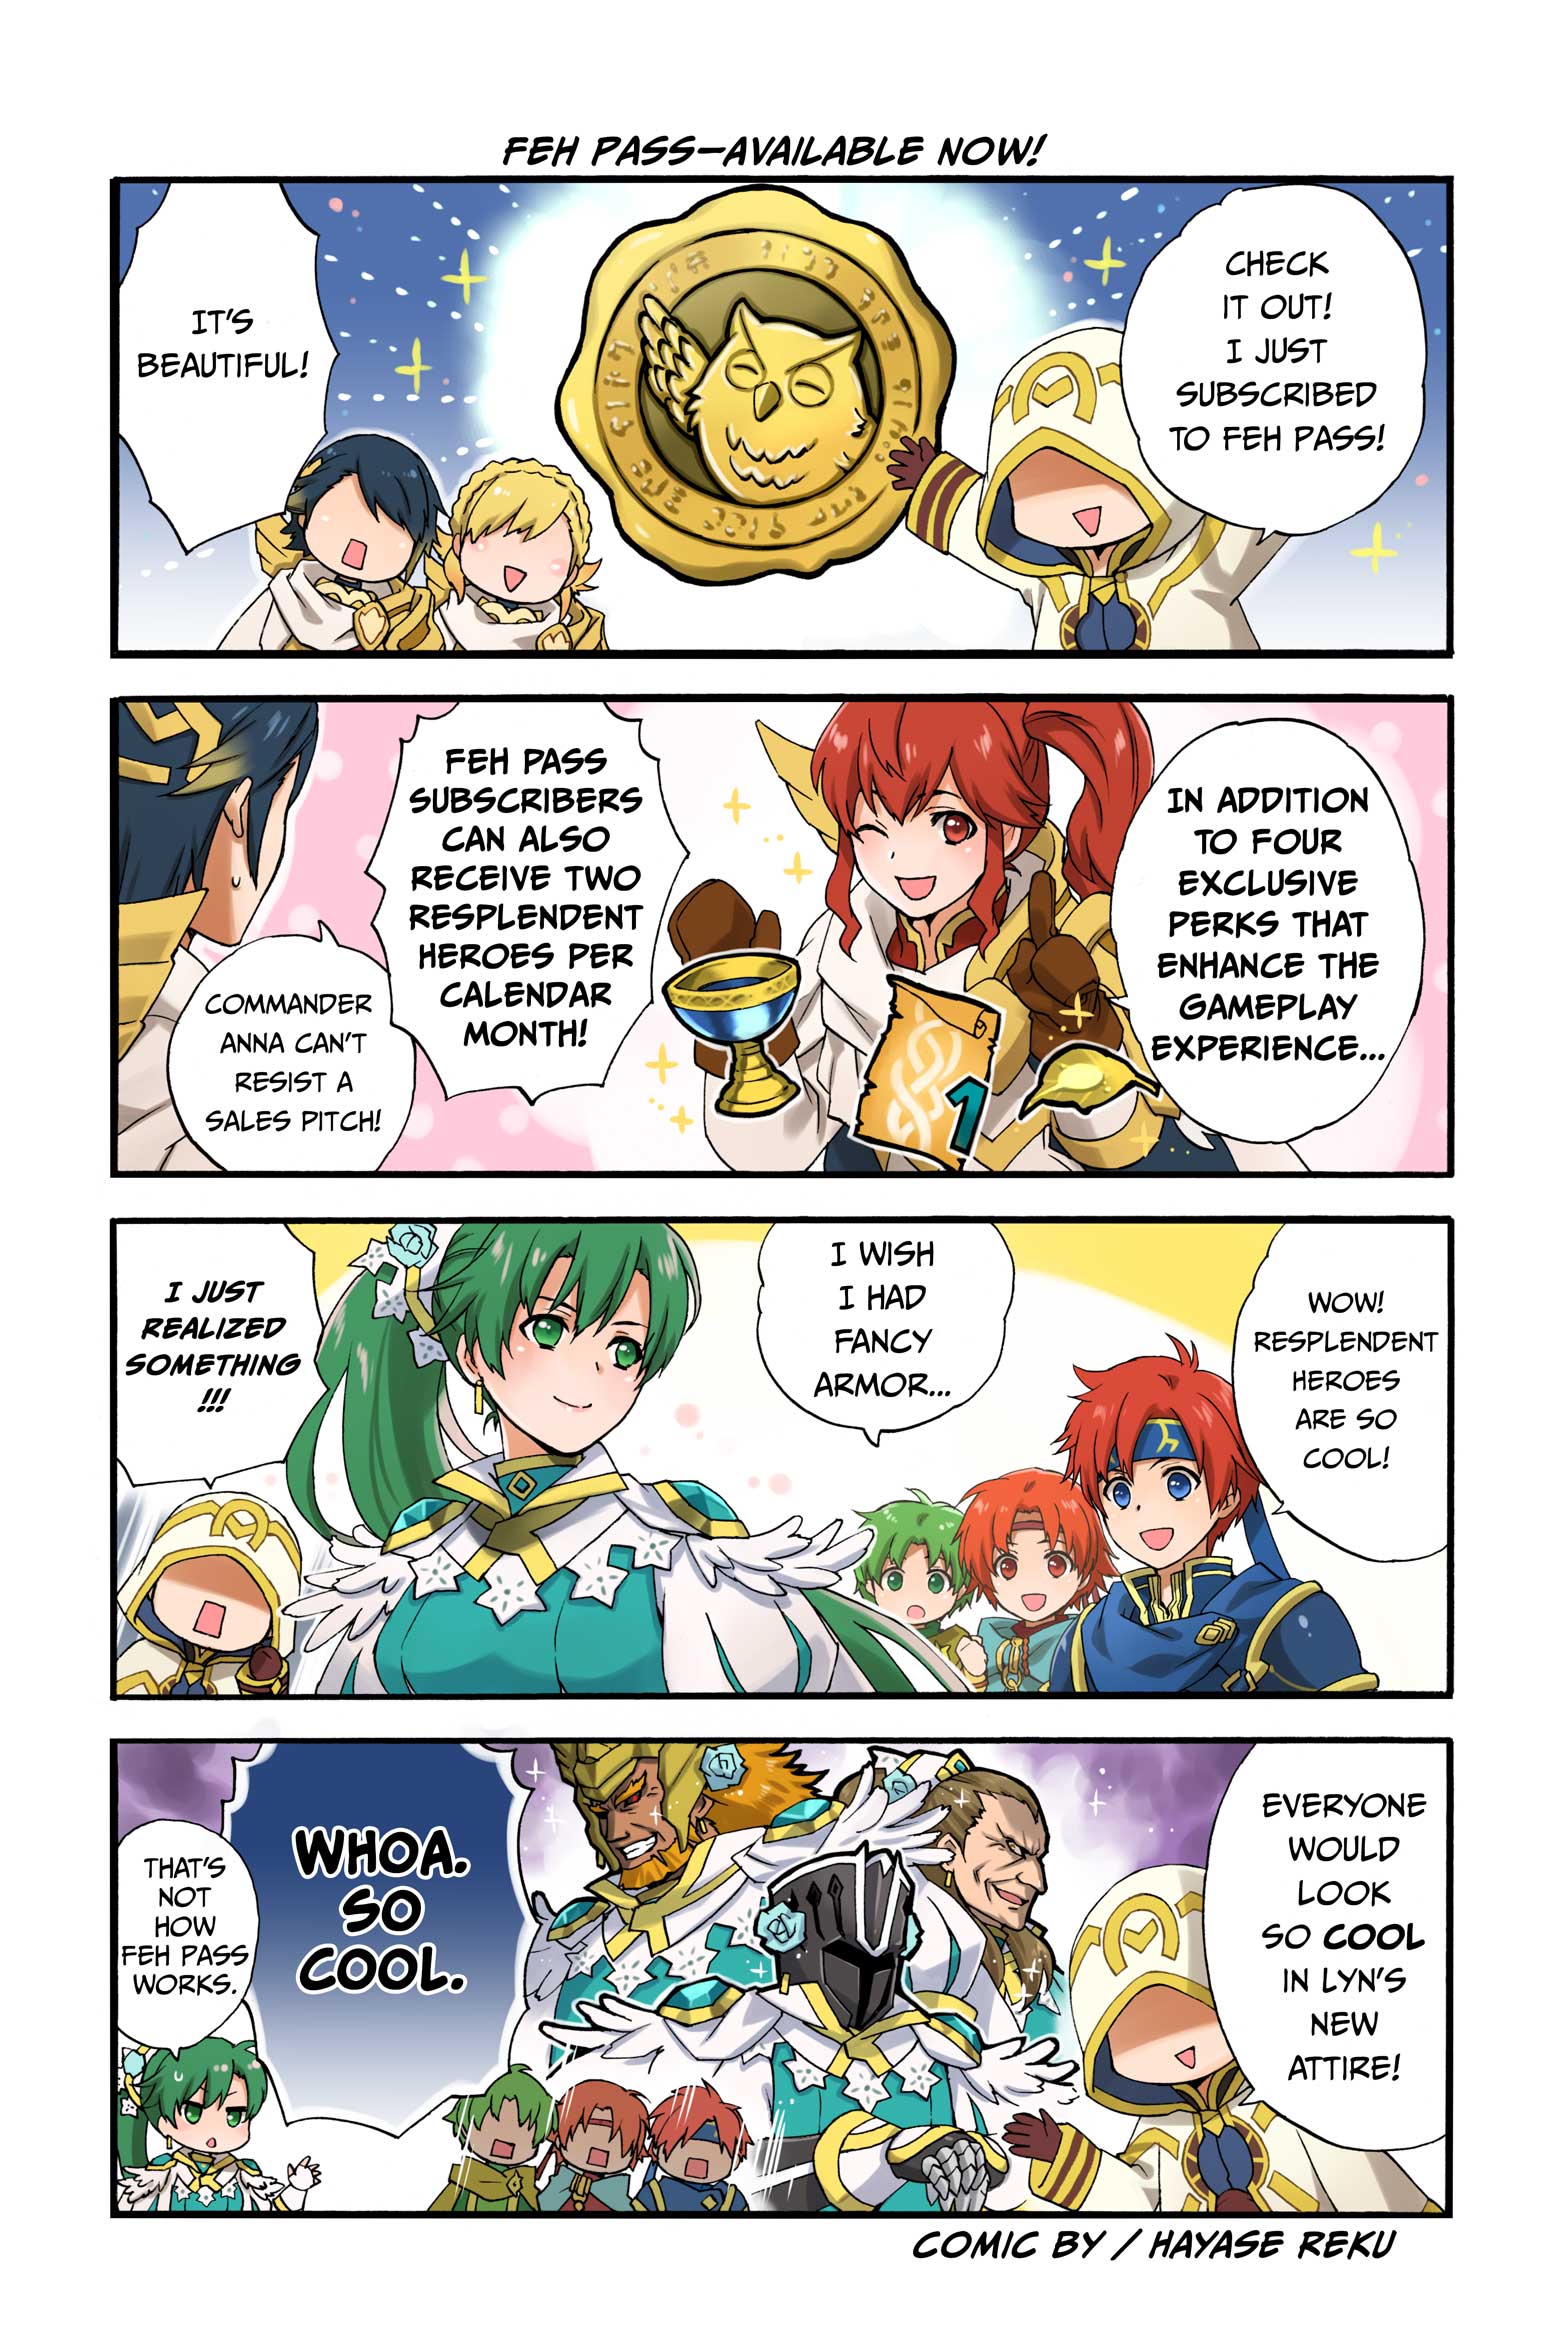 FEH PASS—AVAILABLE NOW!
CHECK
IT OUT!
I JUST
SUBSCRIBED
TO FEH PASS!
IT'S
BEAUTIFUL!
IN ADDITION
TO FOUR
EXCLUSIVE
PERKS THAT
ENHANCE THE
GAMEPLAY
EXPERIENCE...
1
FEH PASS
SUBSCRIBERS
CAN ALSO
RECEIVE TWO
RESPLENDENT
HEROES PER
CALENDAR
MONTH!
COMMANDER
ANNA CAN'T
RESIST A
SALES PITCH!
WOW!
RESPLENDENT
HEROES
ARE SO
COOL!
I WISH
I HAD
FANCY
ARMOR...
I JUST
REALIZED
SOMETHING
!!!
EVERYONE
WOULD
LOOK
SO COOL
IN LYN'S
NEW
ATTIRE!
WHOA.
SO
COOL.
THAT'S
NOT
HOW
FEH PASS
WORKS.
COMIC BY / HAYASE REKU